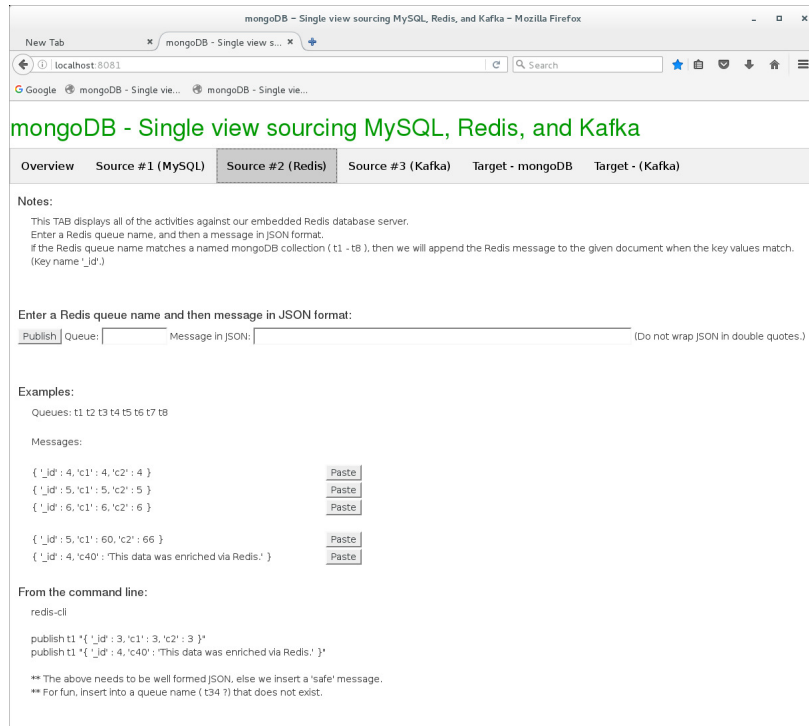 mongoDB - Single view sourcing MySQL, Redis, and Kafka - Mozilla Firefox
New Tab
mongoDB - Single view s...
localhost:8081
Search
Google mongoDB - Single vie... mongoDB - Single vie...
mongoDB - Single view sourcing MySQL, Redis, and Kafka
Overview Source #1 (MySQL) Source #2 (Redis) Source #3 (Kafka) Target - mongoDB Target - (Kafka)
Notes:
This TAB displays all of the activities against our embedded Redis database server.
Enter a Redis queue name, and then a message in JSON format.
If the Redis queue name matches a named mongoDB collection ( t1 - t8 ), then we will append the Redis message to the given document when the key values match.
(Key name '_id'.)
Enter a Redis queue name and then message in JSON format:
Publish Queue: Message in JSON: (Do not wrap JSON in double quotes.)
Examples:
Queues: t1 t2 t3 t4 t5 t6 t7 t8
Messages:
{ '_id' : 4, 'c1' : 4, 'c2' : 4 } Paste
{ '_id' : 5, 'c1' : 5, 'c2' : 5 } Paste
{ '_id' : 6, 'c1' : 6, 'c2' : 6 } Paste
{ '_id' : 5, 'c1' : 60, 'c2' : 66 } Paste
{ '_id' : 4, 'c40' : 'This data was enriched via Redis.' } Paste
From the command line:
redis-cli
publish t1 "{ '_id' : 3, 'c1' : 3, 'c2' : 3 }"
publish t1 "{ '_id' : 4, 'c40' : 'This data was enriched via Redis.' }"
** The above needs to be well formed JSON, else we insert a 'safe' message.
** For fun, insert into a queue name ( t34 ?) that does not exist.